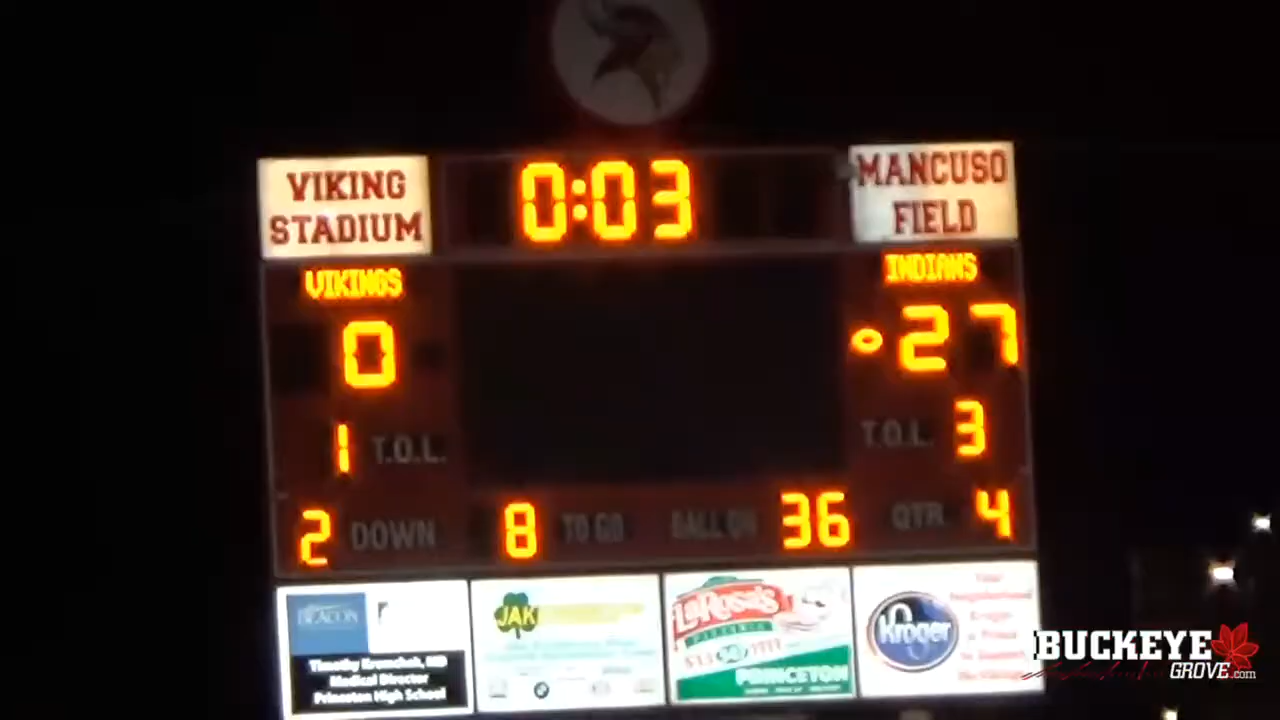 VIKING
STADIUM
0:03
MANCUSO
FIELD
VIKINGS
INDIANS
0
27
1 T.O.L.
T.O.L. 3
2 DOWN 8 TO GO BALL ON 36 QTR 4
BEACON
Timothy Kremchek, MD
Medical Director
Princeton High School
JAK
LaRosa's
PIZZERIA
PRINCETON
Kroger
BUCKEYE
GROVE.com